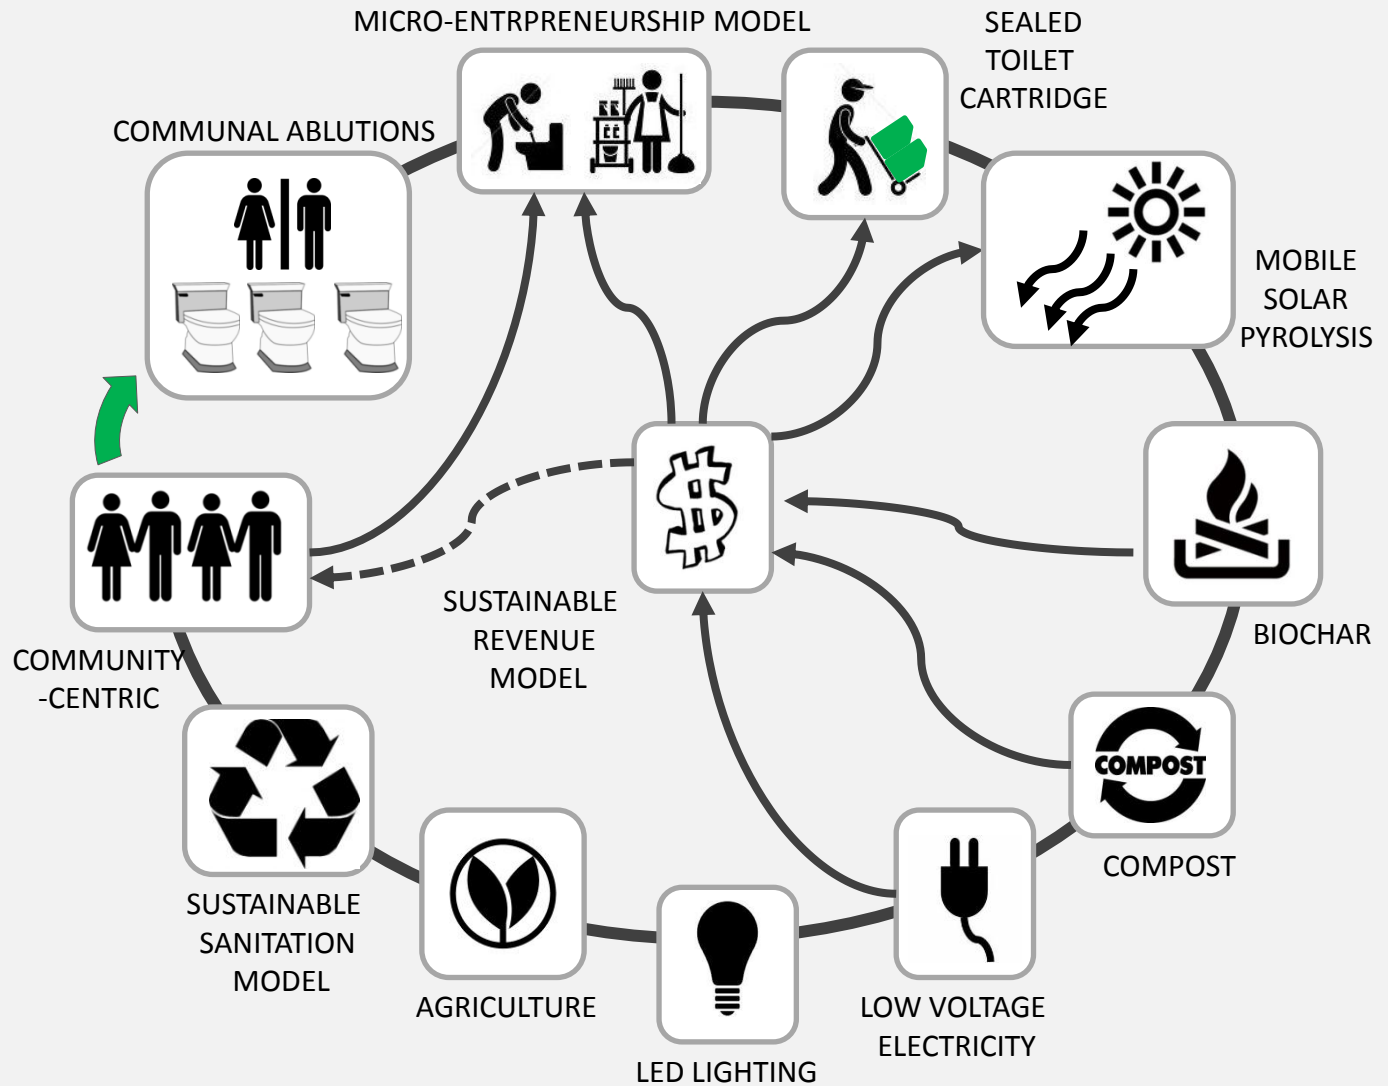 MICRO-ENTRPRENEURSHIP MODEL
SEALED
TOILET
CARTRIDGE
COMMUNAL ABLUTIONS
MOBILE
SOLAR
PYROLYSIS
SUSTAINABLE
REVENUE
MODEL
BIOCHAR
COMMUNITY
-CENTRIC
COMPOST
COMPOST
SUSTAINABLE
SANITATION
MODEL
AGRICULTURE
LOW VOLTAGE
ELECTRICITY
LED LIGHTING